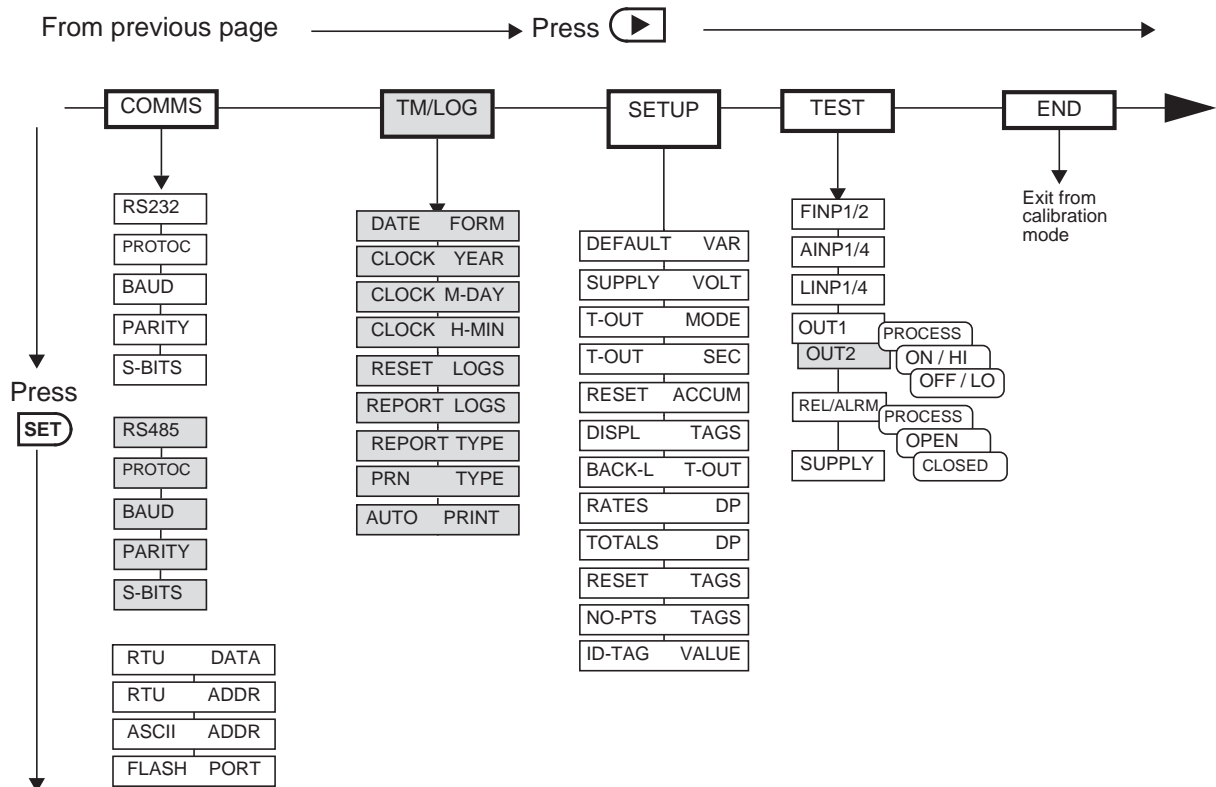 From previous page
Press
COMMS
TM/LOG
SETUP
TEST
END
Press
SET
RS232
PROTOC
BAUD
PARITY
S-BITS
RS485
PROTOC
BAUD
PARITY
S-BITS
RTU DATA
RTU ADDR
ASCII ADDR
FLASH PORT
DATE FORM
CLOCK YEAR
CLOCK M-DAY
CLOCK H-MIN
RESET LOGS
REPORT LOGS
REPORT TYPE
PRN TYPE
AUTO PRINT
DEFAULT VAR
SUPPLY VOLT
T-OUT MODE
T-OUT SEC
RESET ACCUM
DISPL TAGS
BACK-L T-OUT
RATES DP
TOTALS DP
RESET TAGS
NO-PTS TAGS
ID-TAG VALUE
FINP1/2
AINP1/4
LINP1/4
OUT1
OUT2
PROCESS
ON / HI
OFF / LO
REL/ALRM
PROCESS
OPEN
CLOSED
SUPPLY
Exit from
calibration
mode